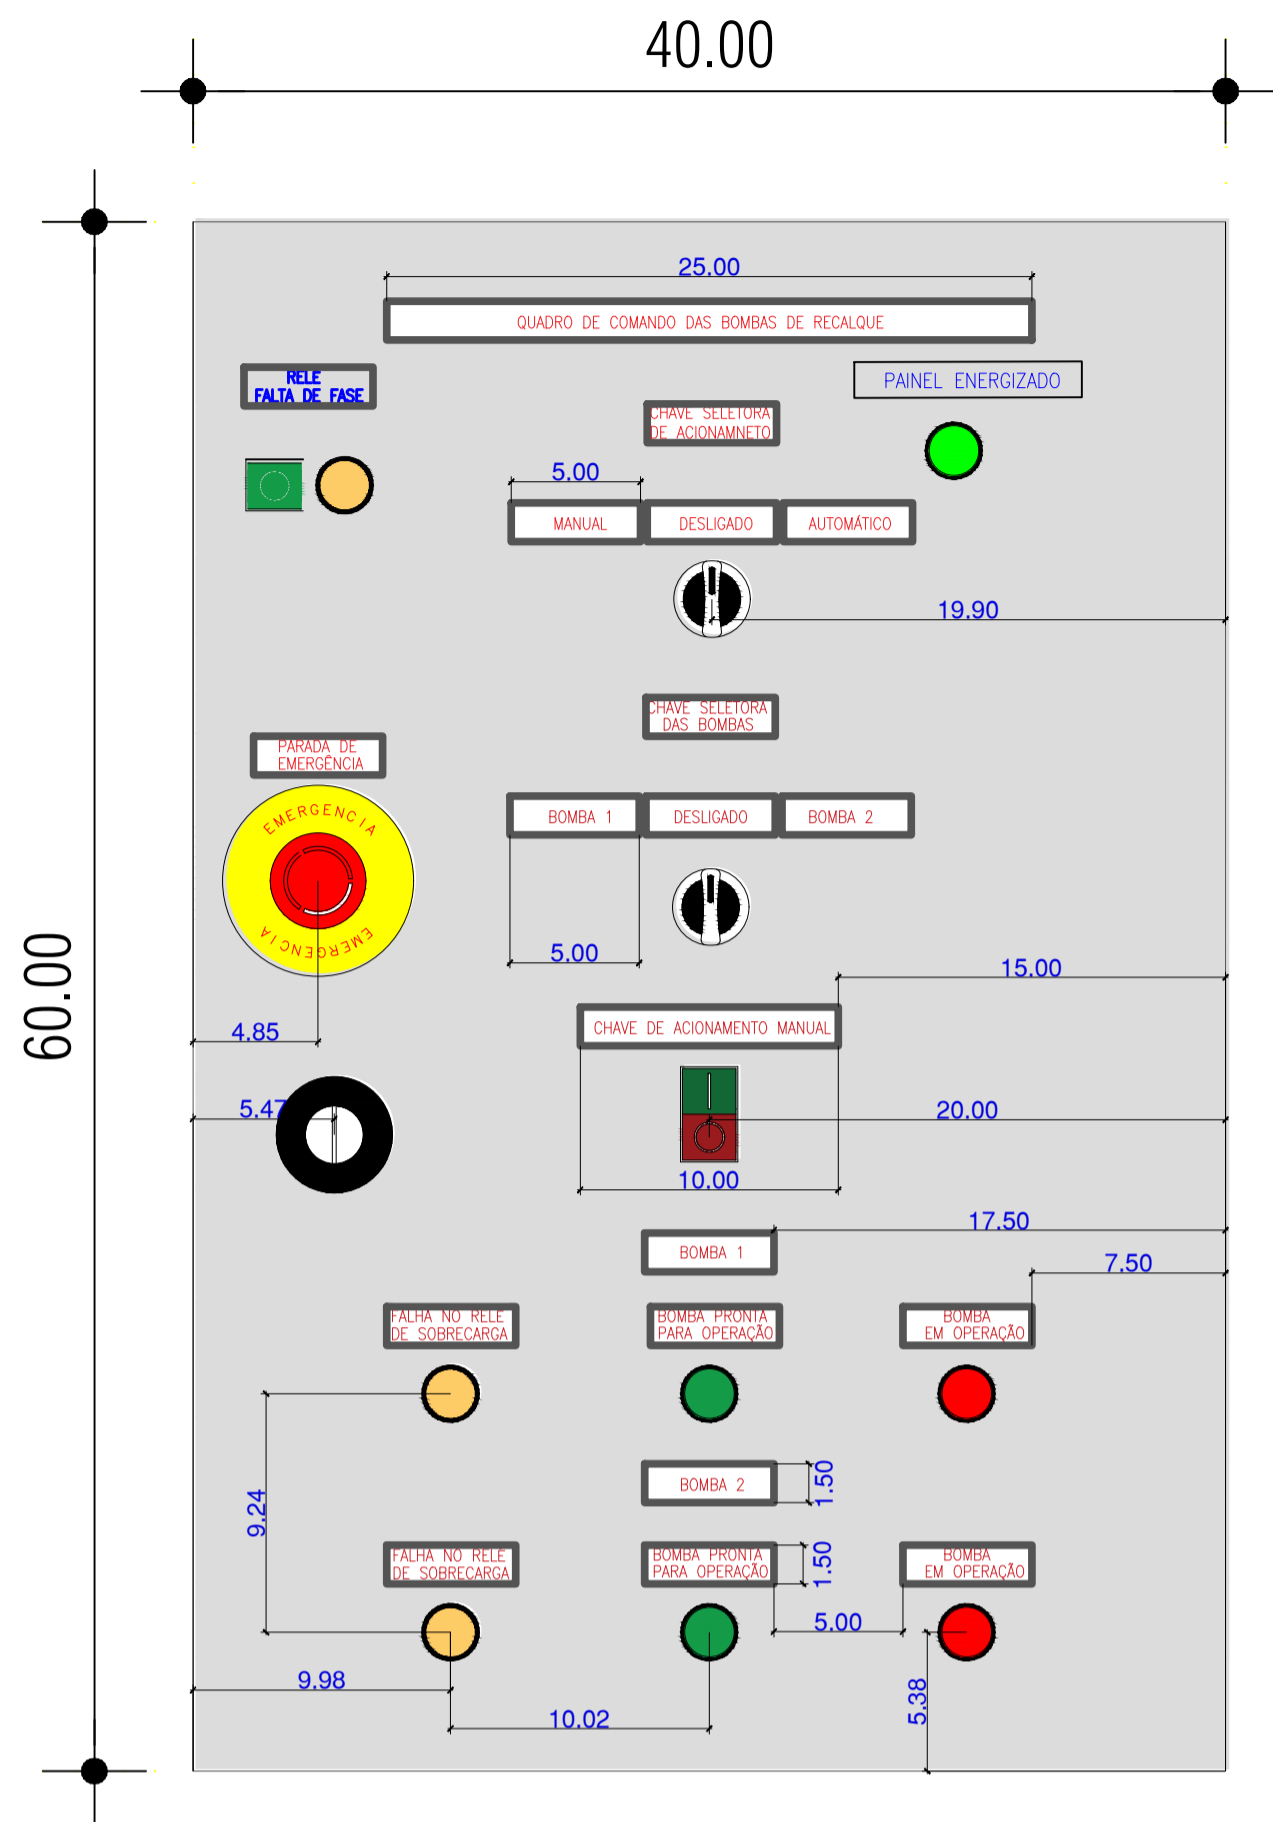 40.00
60.00
25.00
QUADRO DE COMANDO DAS BOMBAS DE RECALQUE
RELE
FALTA DE FASE
PAINEL ENERGIZADO
CHAVE SELETORA
DE ACIONAMNETO
5.00
MANUAL
DESLIGADO
AUTOMÁTICO
19.90
CHAVE SELETORA
DAS BOMBAS
PARADA DE
EMERGÊNCIA
EMERGENCIA
EMERGENCIA
BOMBA 1
DESLIGADO
BOMBA 2
5.00
15.00
CHAVE DE ACIONAMENTO MANUAL
4.85
5.47
20.00
10.00
17.50
BOMBA 1
7.50
FALHA NO RELE
DE SOBRECARGA
BOMBA PRONTA
PARA OPERAÇÃO
BOMBA
EM OPERAÇÃO
9.24
BOMBA 2
1.50
FALHA NO RELE
DE SOBRECARGA
BOMBA PRONTA
PARA OPERAÇÃO
1.50
BOMBA
EM OPERAÇÃO
5.00
9.98
10.02
5.38